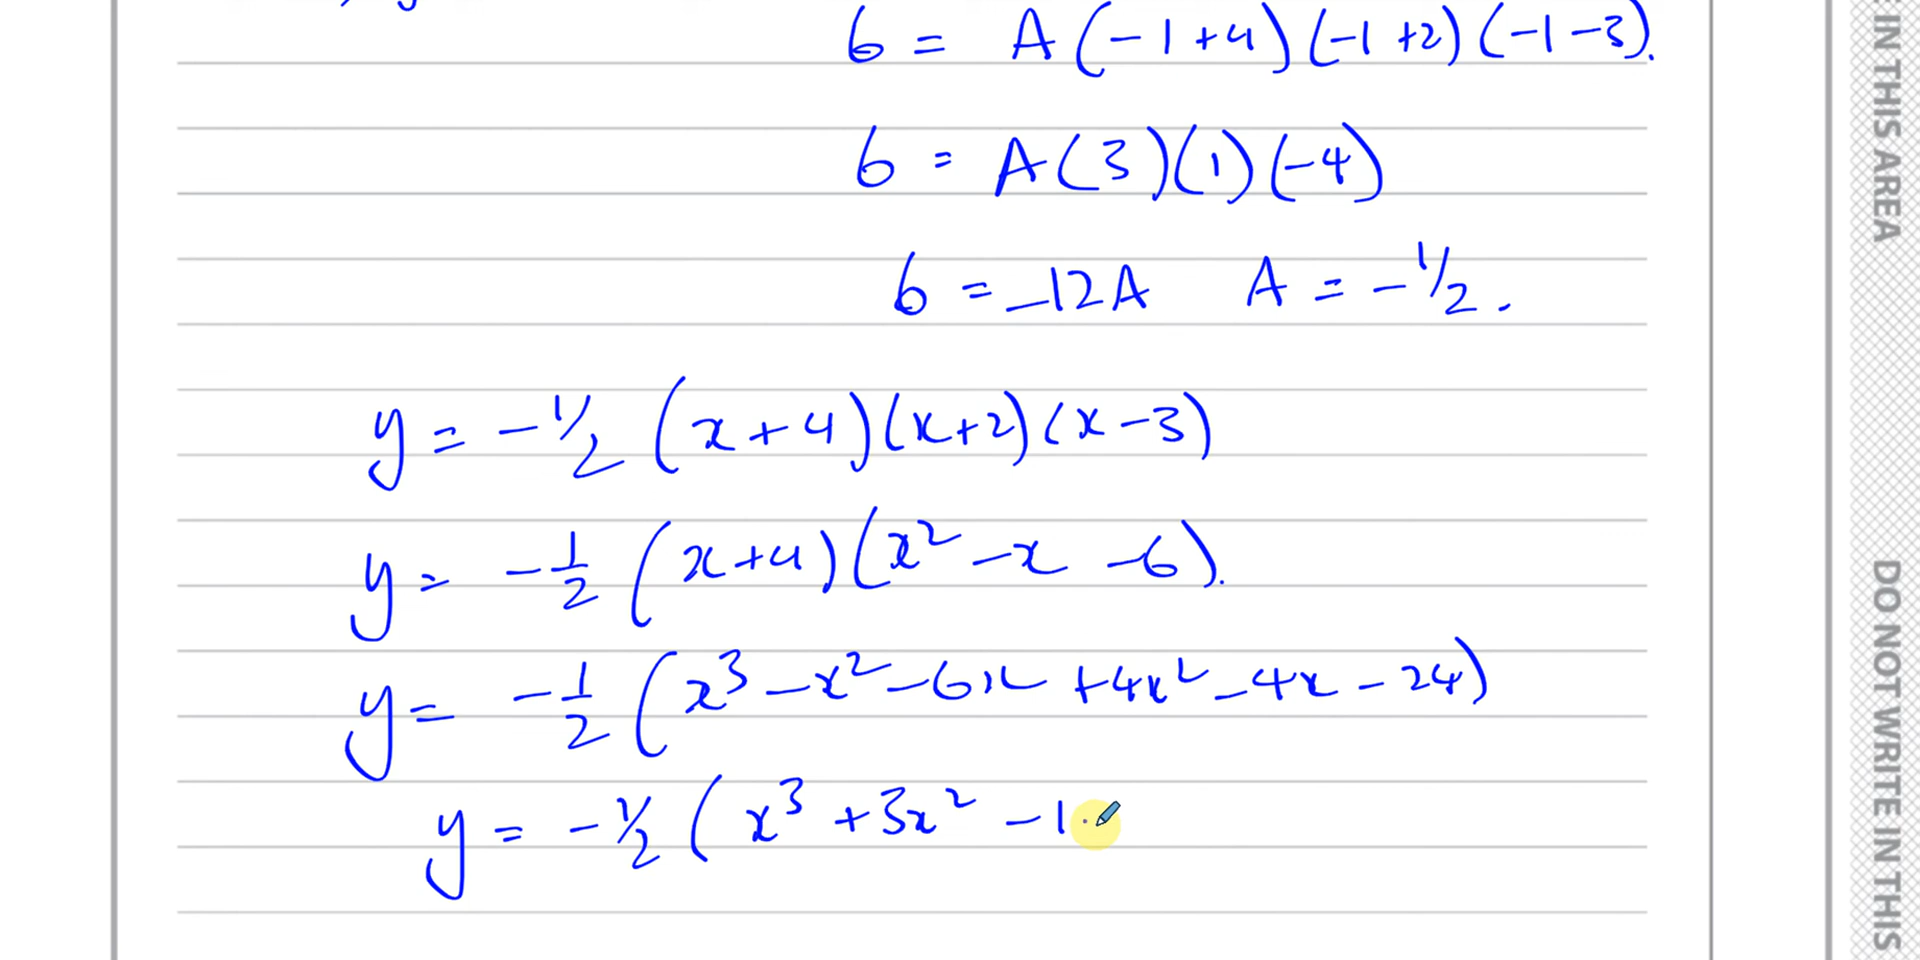 6 = A(-1+4)(-1+2)(-1-3).
6 = A(3)(1)(-4)
6 = -12A A = -1/2.
y = -1/2 (x+4)(x+2)(x-3)
y = -1/2 (x+4)(x² -x -6).
y = -1/2 (x³ -x² -6x +4x² -4x -24)
y = -1/2 (x³ +3x² -1
E IN THIS AREA
DO NOT WRITE IN THIS